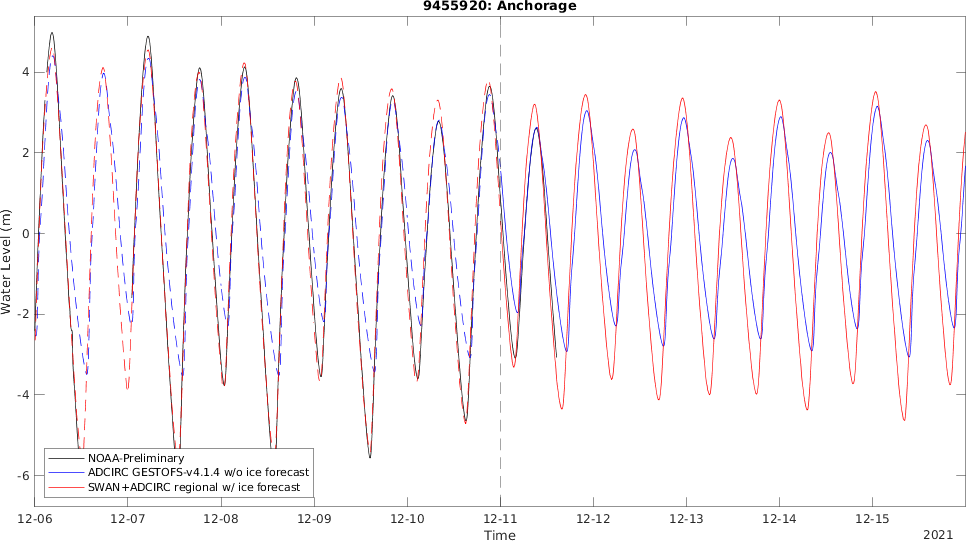 9455920: Anchorage
Water Level (m)
4
2
0
-2
-4
-6
NOAA-Preliminary
ADCIRC GESTOFS-v4.1.4 w/o ice forecast
SWAN+ADCIRC regional w/ ice forecast
12-06 12-07 12-08 12-09 12-10 12-11 12-12 12-13 12-14 12-15
Time
2021